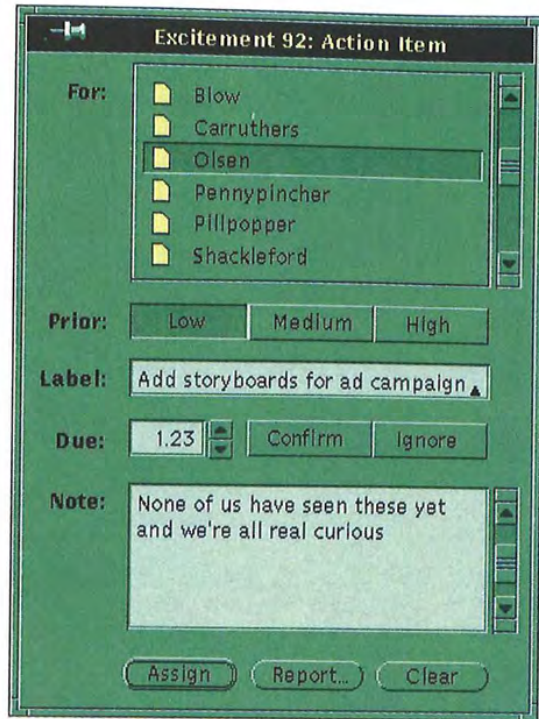 Excitement 92: Action Item
For:
Blow
Carruthers
Olsen
Pennypincher
Pillpopper
Shackleford
Prior: Low Medium High
Label: Add storyboards for ad campaign
Due: 1.23 Confirm Ignore
Note: None of us have seen these yet
and we're all real curious
Assign Report... Clear